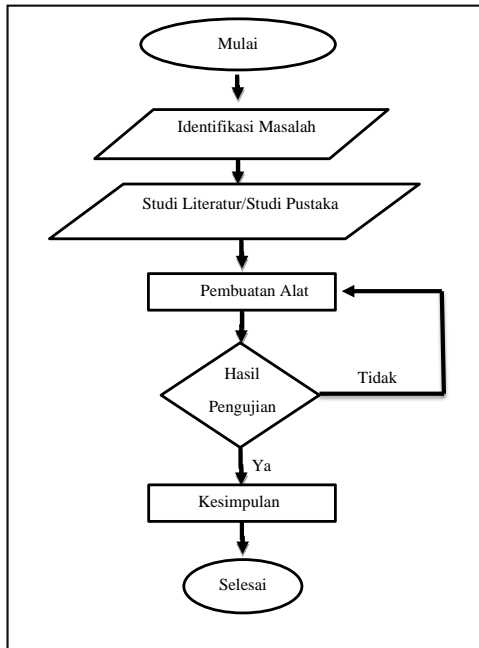 Mulai
Identifikasi Masalah
Studi Literatur/Studi Pustaka
Pembuatan Alat
Hasil
Pengujian
Tidak
Ya
Kesimpulan
Selesai